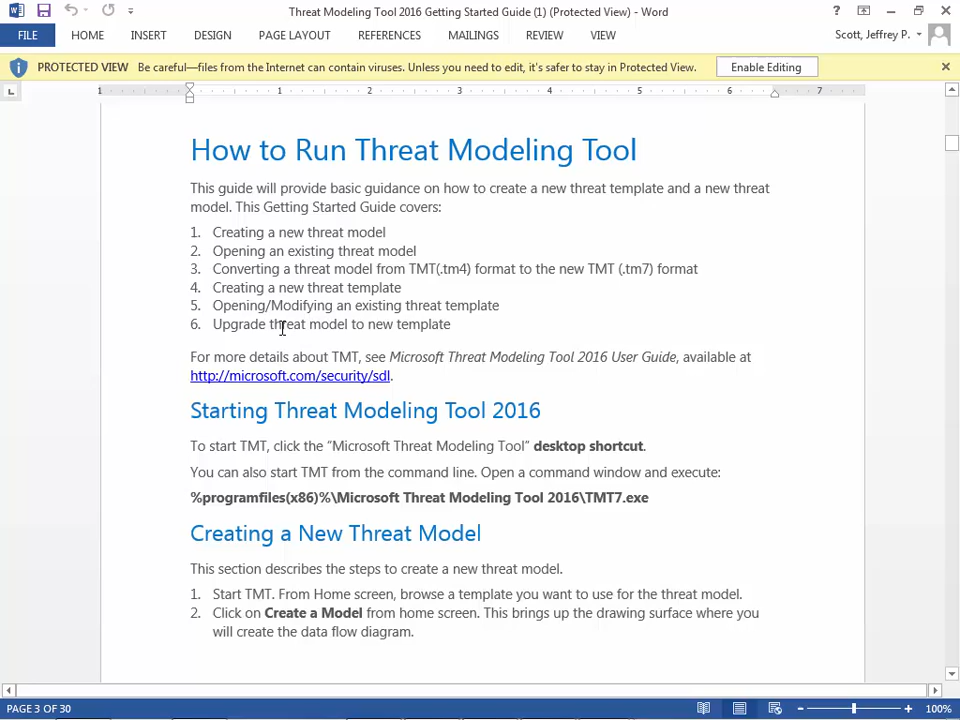 Threat Modeling Tool 2016 Getting Started Guide (1) (Protected View) - Word
?
FILE HOME INSERT DESIGN PAGE LAYOUT REFERENCES MAILINGS REVIEW VIEW Scott, Jeffrey P.
PROTECTED VIEW Be careful—files from the Internet can contain viruses. Unless you need to edit, it's safer to stay in Protected View. Enable Editing
1 1 2 3 4 5 6 7
How to Run Threat Modeling Tool
This guide will provide basic guidance on how to create a new threat template and a new threat
model. This Getting Started Guide covers:
1. Creating a new threat model
2. Opening an existing threat model
3. Converting a threat model from TMT(.tm4) format to the new TMT (.tm7) format
4. Creating a new threat template
5. Opening/Modifying an existing threat template
6. Upgrade threat model to new template
For more details about TMT, see Microsoft Threat Modeling Tool 2016 User Guide, available at
http://microsoft.com/security/sdl.
Starting Threat Modeling Tool 2016
To start TMT, click the “Microsoft Threat Modeling Tool” desktop shortcut.
You can also start TMT from the command line. Open a command window and execute:
%programfiles(x86)%\Microsoft Threat Modeling Tool 2016\TMT7.exe
Creating a New Threat Model
This section describes the steps to create a new threat model.
1. Start TMT. From Home screen, browse a template you want to use for the threat model.
2. Click on Create a Model from home screen. This brings up the drawing surface where you
will create the data flow diagram.
PAGE 3 OF 30 100%